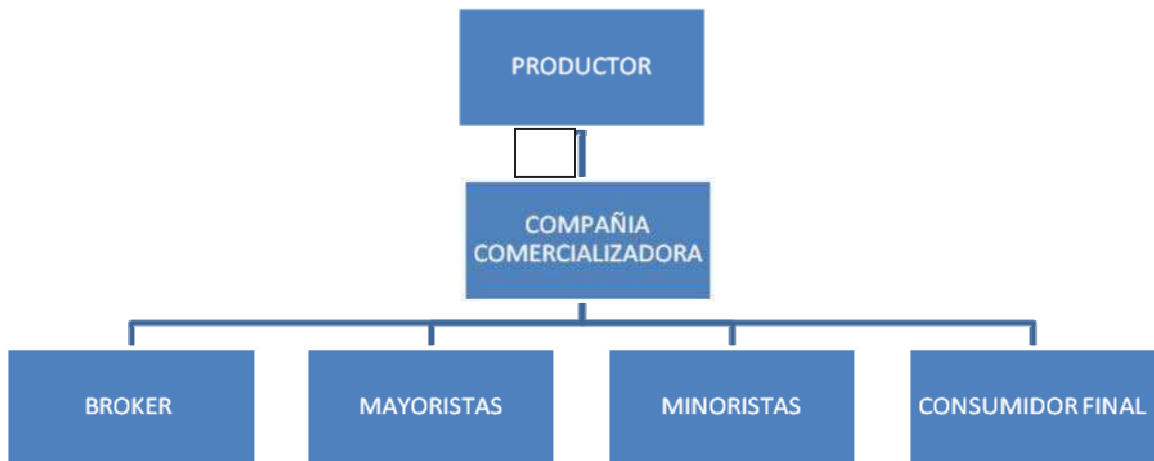 PRODUCTOR
COMPAÑIA
COMERCIALIZADORA
BROKER
MAYORISTAS
MINORISTAS
CONSUMIDOR FINAL